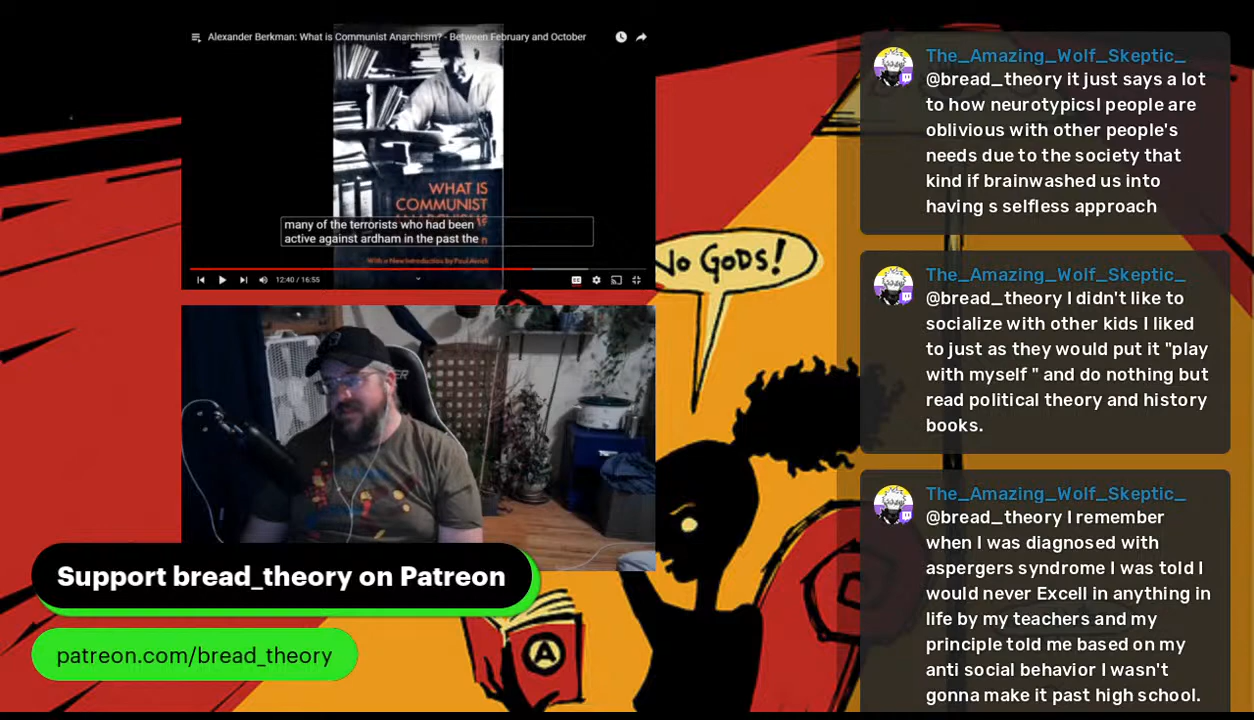 Alexander Berkman: What is Communist Anarchism? - Between February and October
WHAT IS
COMMUNIST
many of the terrorists who had been
active against ardham in the past the
With a New Introduction by Paul Avrich
12:40 / 16:55
No GODS!
A
Support bread_theory on Patreon
patreon.com/bread_theory
The_Amazing_Wolf_Skeptic_
@bread_theory it just says a lot
to how neurotypicsl people are
oblivious with other people's
needs due to the society that
kind if brainwashed us into
having s selfless approach
The_Amazing_Wolf_Skeptic_
@bread_theory I didn't like to
socialize with other kids I liked
to just as they would put it "play
with myself " and do nothing but
read political theory and history
books.
The_Amazing_Wolf_Skeptic_
@bread_theory I remember
when I was diagnosed with
aspergers syndrome I was told I
would never Excell in anything in
life by my teachers and my
principle told me based on my
anti social behavior I wasn't
gonna make it past high school.